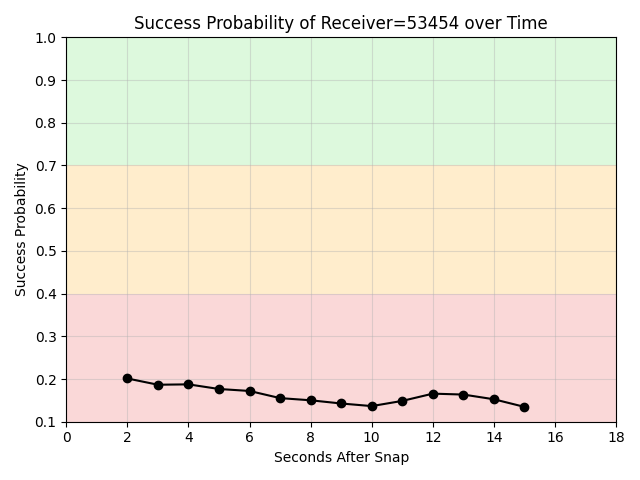 Success Probability of Receiver=53454 over Time
1.0
0.9
0.8
0.7
0.6
0.5
0.4
0.3
0.2
0.1
Success Probability
0 2 4 6 8 10 12 14 16 18
Seconds After Snap